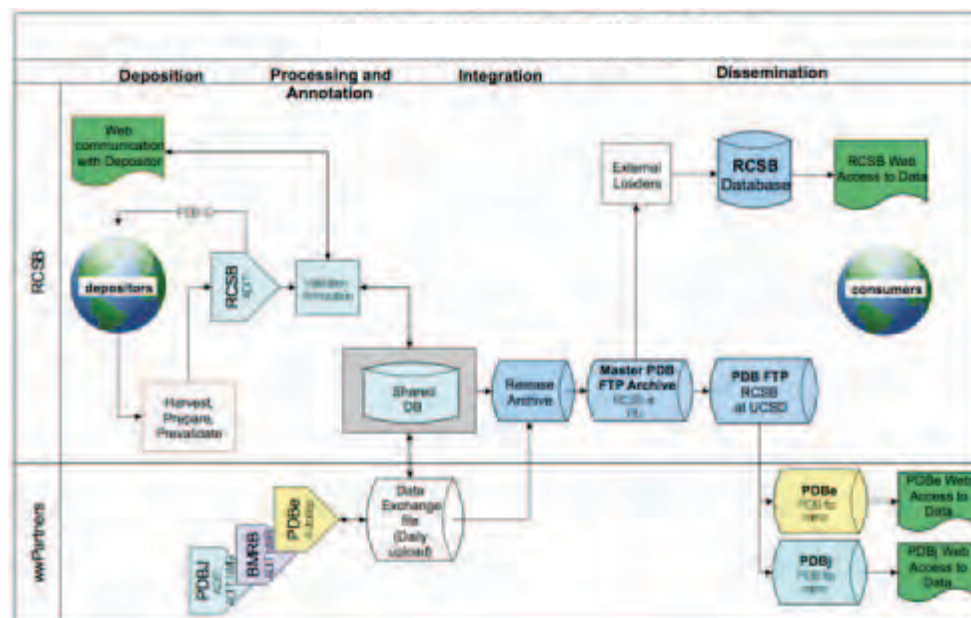 Deposition
Processing and
Annotation
Integration
Dissemination
RCSB
Web
communication
with Depositor
depositors
RCSB
Harvest,
Prepare,
Prevalidate
Shared
DB
Release
Archive
External
Loaders
RCSB
Database
RCSB Web
Access to Data
consumers
Master PDB
FTP Archive
PDB FTP
RCSB
at UCSD
wwPartners
PDBJ
BMRB
PDBe
Data
Exchange
file
(Daily
upload)
PDBe
PDBe Web
Access to
Data
PDBj
PDBj Web
Access to
Data